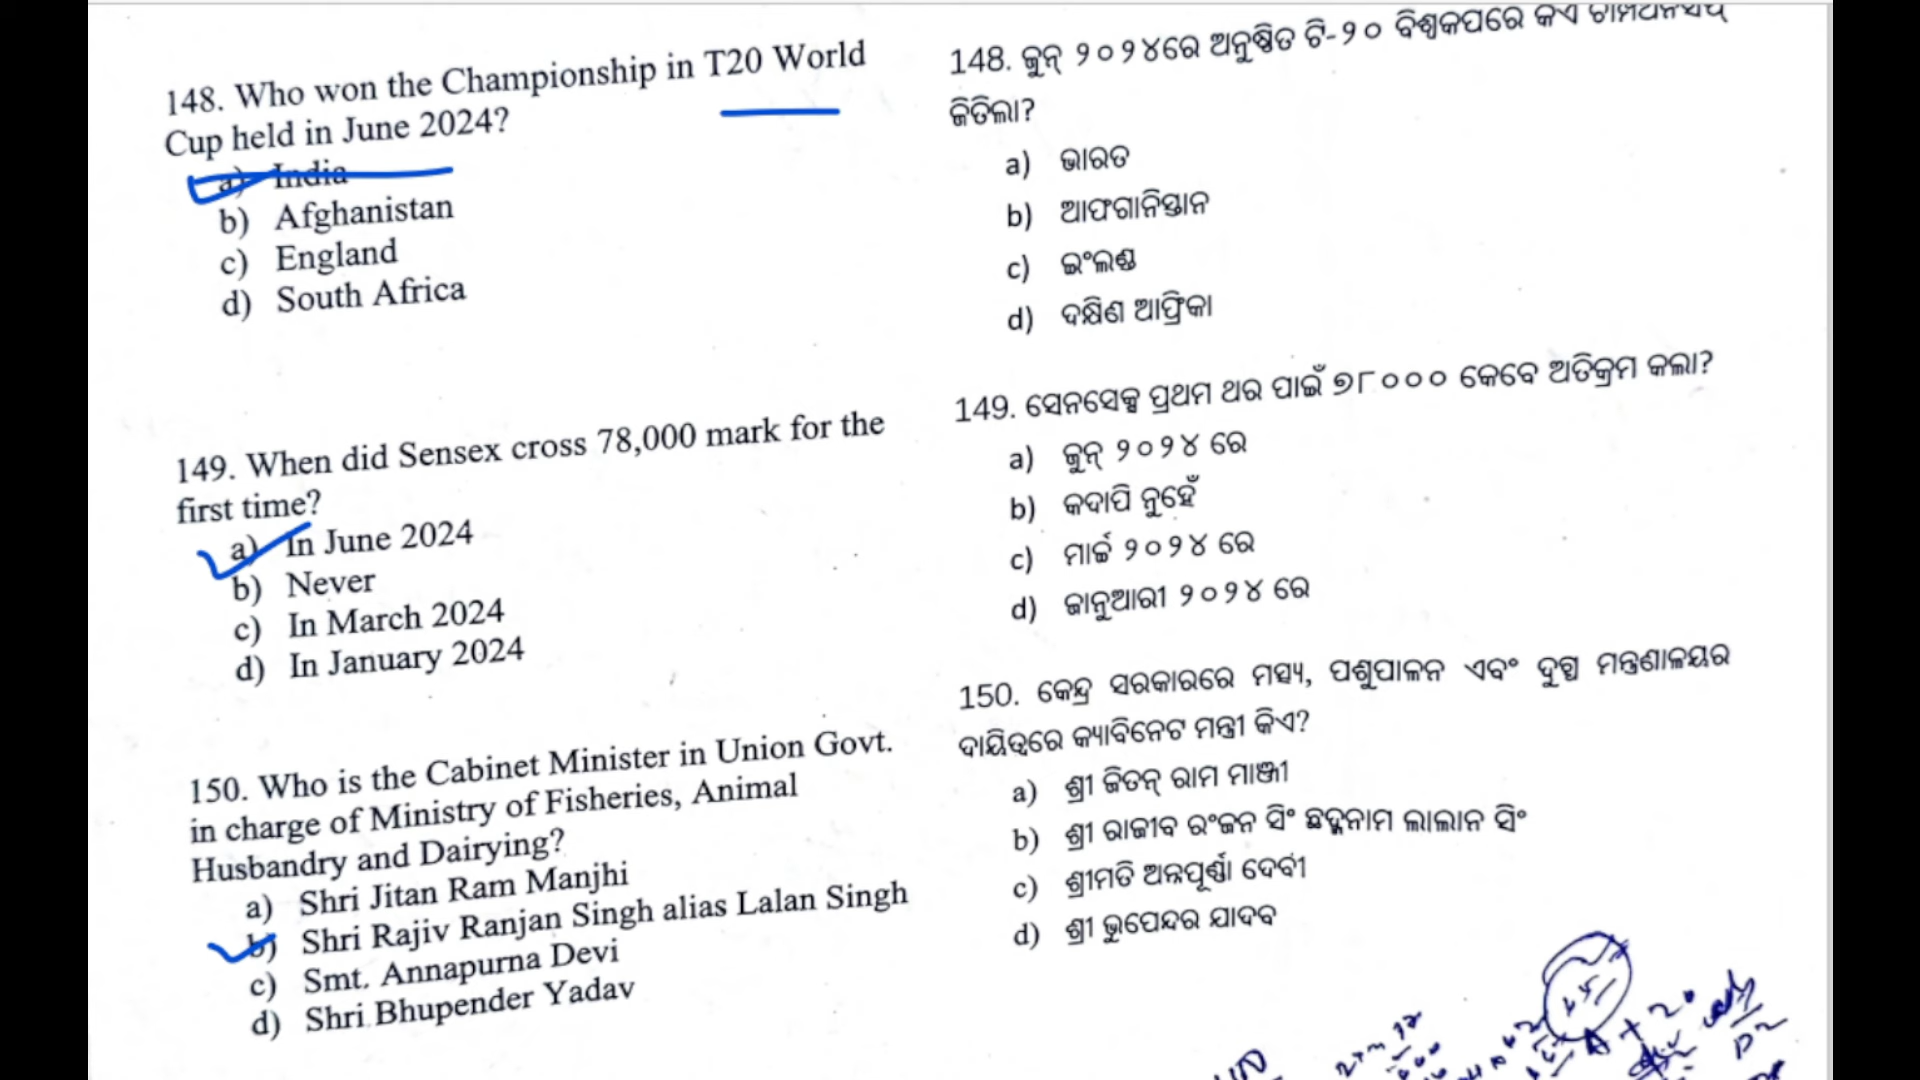 148. Who won the Championship in T20 World
Cup held in June 2024?
a) India
b) Afghanistan
c) England
d) South Africa
149. When did Sensex cross 78,000 mark for the
first time?
a) In June 2024
b) Never
c) In March 2024
d) In January 2024
150. Who is the Cabinet Minister in Union Govt.
in charge of Ministry of Fisheries, Animal
Husbandry and Dairying?
a) Shri Jitan Ram Manjhi
b) Shri Rajiv Ranjan Singh alias Lalan Singh
c) Smt. Annapurna Devi
d) Shri Bhupender Yadav
148. ଜୁନ୍ ୨୦୨୪ରେ ଅନୁଷ୍ଠିତ ଟି-୨୦ ବିଶ୍ୱକପରେ କିଏ ଚାମ୍ପିଅନସିପ୍
ଜିତିଲା?
a) ଭାରତ
b) ଆଫଗାନିସ୍ତାନ
c) ଇଂଲଣ୍ଡ
d) ଦକ୍ଷିଣ ଆଫ୍ରିକା
149. ସେନସେକ୍ସ ପ୍ରଥମ ଥର ପାଇଁ ୭୮୦୦୦ କେବେ ଅତିକ୍ରମ କଲା?
a) ଜୁନ୍ ୨୦୨୪ ରେ
b) କଦାପି ନୁହେଁ
c) ମାର୍ଚ୍ଚ ୨୦୨୪ ରେ
d) ଜାନୁଆରୀ ୨୦୨୪ ରେ
150. କେନ୍ଦ୍ର ସରକାରରେ ମତ୍ସ୍ୟ, ପଶୁପାଳନ ଏବଂ ଦୁଗ୍ଧ ମନ୍ତ୍ରଣାଳୟର
ଦାୟିତ୍ୱରେ କ୍ୟାବିନେଟ ମନ୍ତ୍ରୀ କିଏ?
a) ଶ୍ରୀ ଜିତନ୍ ରାମ ମାଞ୍ଝୀ
b) ଶ୍ରୀ ରାଜୀବ ରଂଜନ ସିଂ ଛଦ୍ମନାମ ଲାଲାନ ସିଂ
c) ଶ୍ରୀମତି ଅନ୍ନପୂର୍ଣ୍ଣା ଦେବୀ
d) ଶ୍ରୀ ଭୁପେନ୍ଦର ଯାଦବ